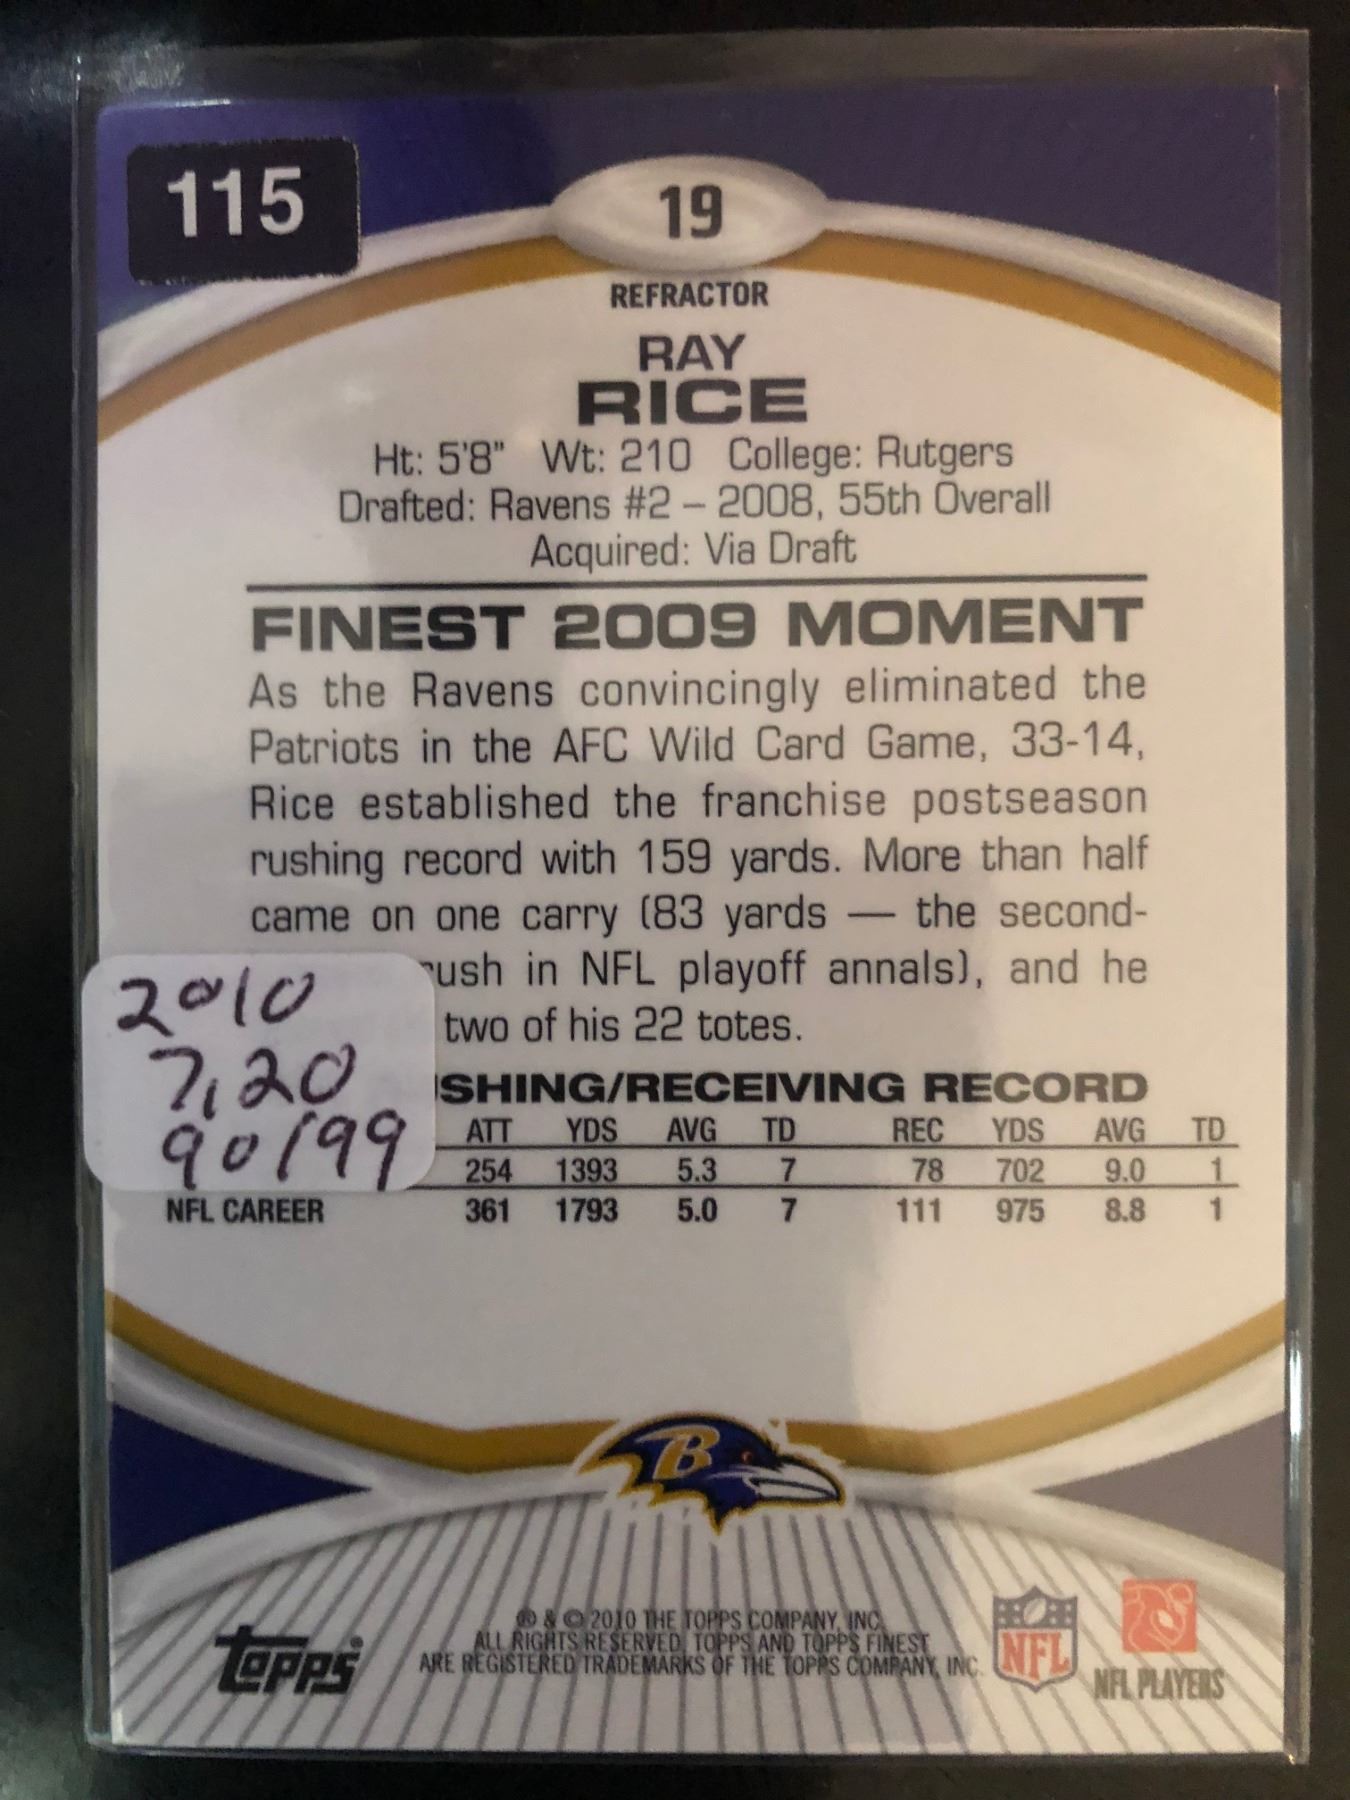 115
19
REFRACTOR
RAY
RICE
Ht: 5'8" Wt: 210 College: Rutgers
Drafted: Ravens #2 – 2008, 55th Overall
Acquired: Via Draft
FINEST 2009 MOMENT
As the Ravens convincingly eliminated the
Patriots in the AFC Wild Card Game, 33-14,
Rice established the franchise postseason
rushing record with 159 yards. More than half
came on one carry (83 yards — the second-
rush in NFL playoff annals), and he
two of his 22 totes.
2010
7,20
90/99
SHING/RECEIVING RECORD
ATT YDS AVG TD REC YDS AVG TD
254 1393 5.3 7 78 702 9.0 1
NFL CAREER 361 1793 5.0 7 111 975 8.8 1
B
topps
® & © 2010 THE TOPPS COMPANY, INC.
ALL RIGHTS RESERVED. TOPPS AND TOPPS FINEST
ARE REGISTERED TRADEMARKS OF THE TOPPS COMPANY, INC.
NFL
NFL PLAYERS